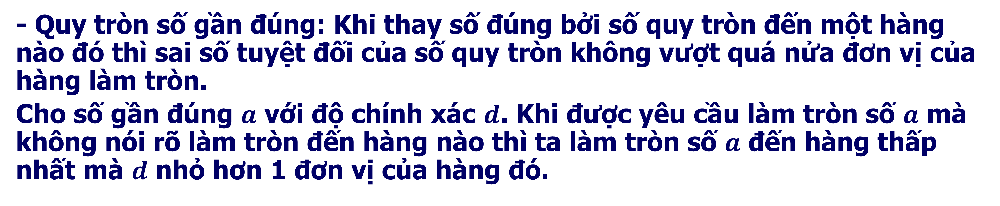 - Quy tròn số gần đúng: Khi thay số đúng bởi số quy tròn đến một hàng
nào đó thì sai số tuyệt đối của số quy tròn không vượt quá nửa đơn vị của
hàng làm tròn.
Cho số gần đúng a với độ chính xác d. Khi được yêu cầu làm tròn số a mà
không nói rõ làm tròn đến hàng nào thì ta làm tròn số a đến hàng thấp
nhất mà d nhỏ hơn 1 đơn vị của hàng đó.